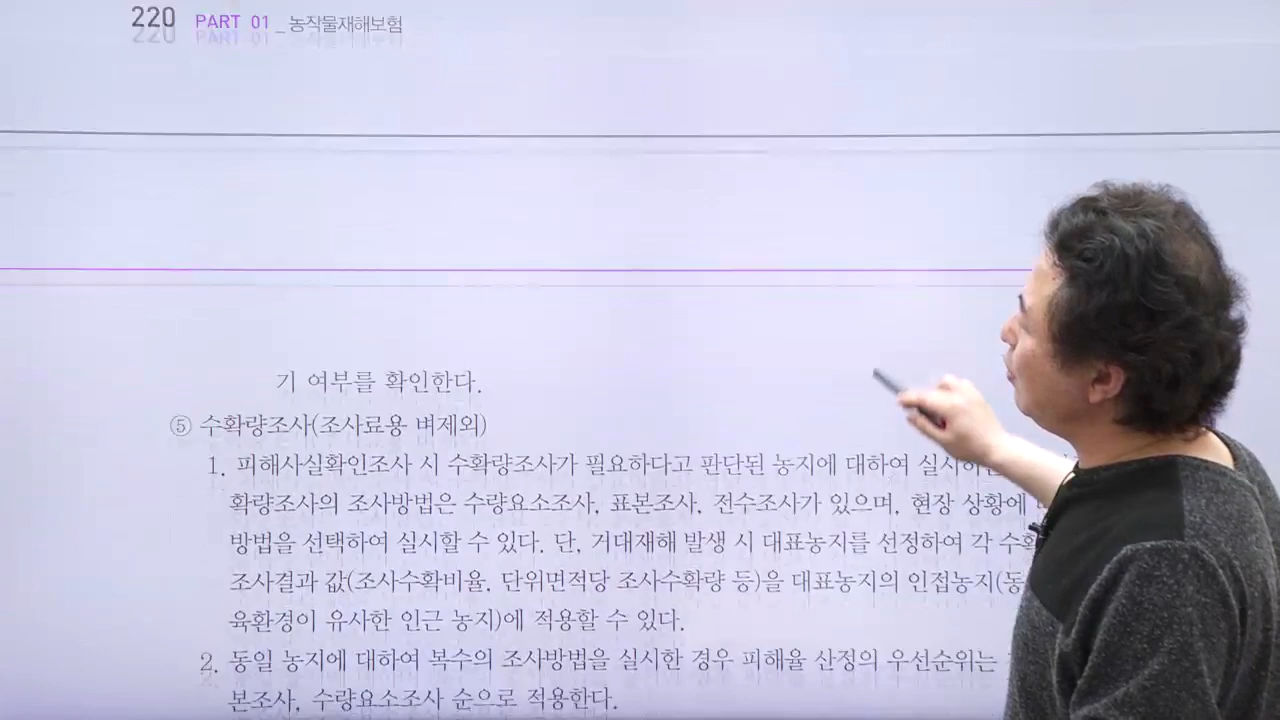 220 PART 01 _ 농작물재해보험
기 여부를 확인한다.
⑤ 수확량조사(조사료용 벼제외)
1. 피해사실확인조사 시 수확량조사가 필요하다고 판단된 농지에 대하여 실시하는
확량조사의 조사방법은 수량요소조사, 표본조사, 전수조사가 있으며, 현장 상황에
방법을 선택하여 실시할 수 있다. 단, 거대재해 발생 시 대표농지를 선정하여 각 수확
조사결과 값(조사수확비율, 단위면적당 조사수확량 등)을 대표농지의 인접농지(동
육환경이 유사한 인근 농지)에 적용할 수 있다.
2. 동일 농지에 대하여 복수의 조사방법을 실시한 경우 피해율 산정의 우선순위는
본조사, 수량요소조사 순으로 적용한다.